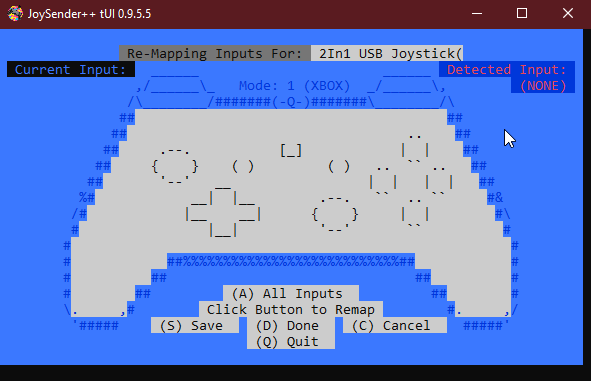 JoySender++ tUI 0.9.5.5
Re-Mapping Inputs For: 2In1 USB Joystick(
Current Input:
Detected Input:
Mode: 1 (XBOX)
(NONE)
(A) All Inputs
Click Button to Remap
(S) Save (D) Done (C) Cancel
(Q) Quit